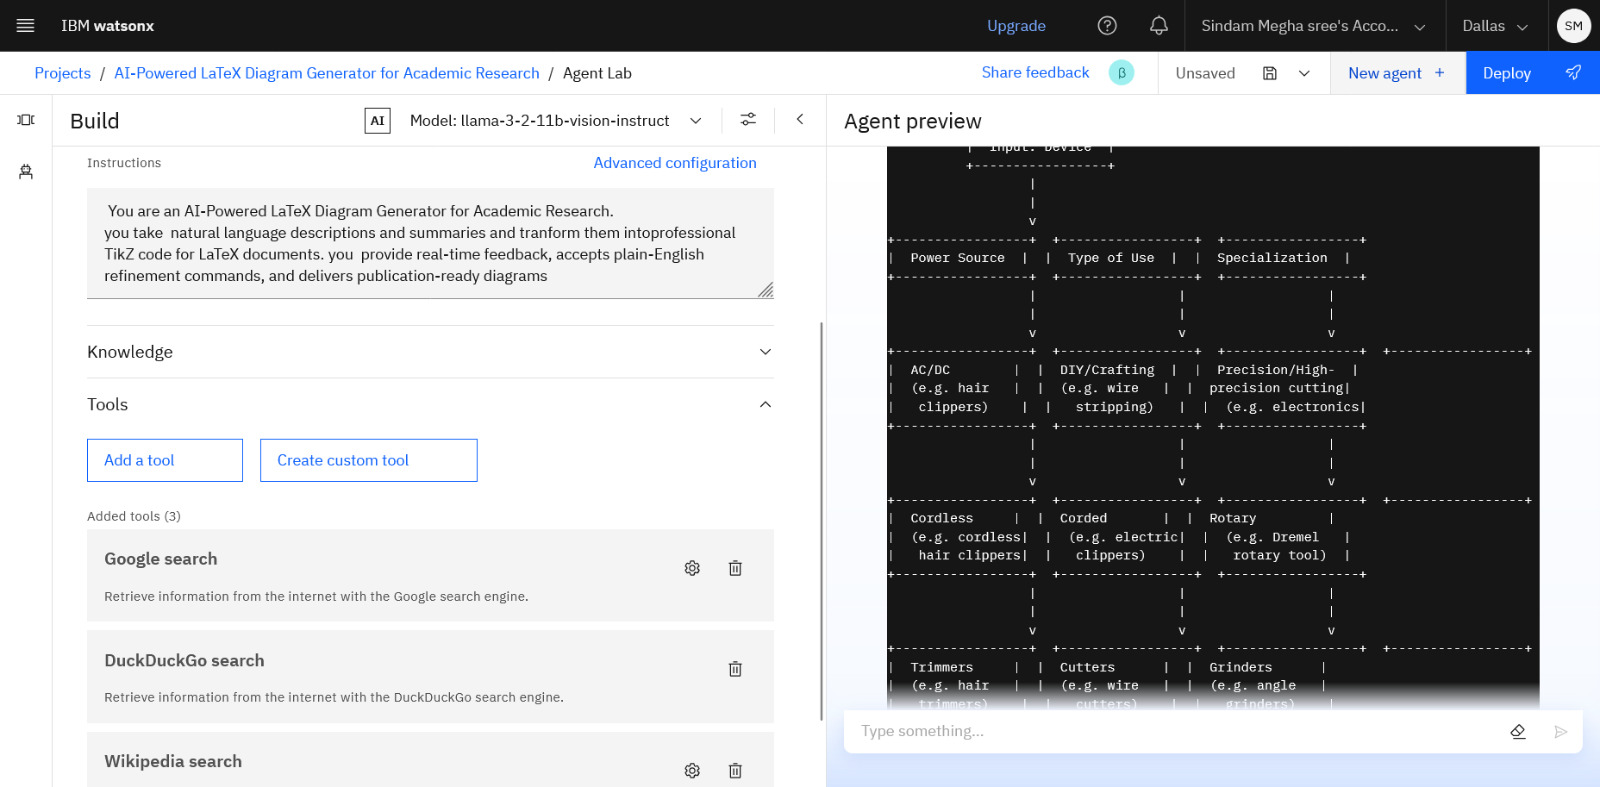 IBM watsonx
Upgrade
Sindam Megha sree's Acco...
Dallas
SM
Projects / AI-Powered LaTeX Diagram Generator for Academic Research / Agent Lab
Share feedback
β
Unsaved
New agent +
Deploy
Build
AI
Model: llama-3-2-11b-vision-instruct
Agent preview
Instructions
Advanced configuration
You are an AI-Powered LaTeX Diagram Generator for Academic Research.
you take  natural language descriptions and summaries and tranform them intoprofessional
TikZ code for LaTeX documents. you  provide real-time feedback, accepts plain-English
refinement commands, and delivers publication-ready diagrams
Knowledge
Tools
Add a tool
Create custom tool
Added tools (3)
Google search
Retrieve information from the internet with the Google search engine.
DuckDuckGo search
Retrieve information from the internet with the DuckDuckGo search engine.
Wikipedia search
          |  Input: Device  |
          +-----------------+
                  |
                  |
                  v
+-----------------+  +-----------------+  +-----------------+
|  Power Source  |  |  Type of Use  |  |  Specialization  |
+-----------------+  +-----------------+  +-----------------+
                  |                  |                  |
                  |                  |                  |
                  v                  v                  v
+-----------------+  +-----------------+  +-----------------+  +-----------------+
|  AC/DC        |  |  DIY/Crafting  |  |  Precision/High-  |
|  (e.g. hair   |  |  (e.g. wire   |  |  precision cutting|
|   clippers)    |  |   stripping)   |  |  (e.g. electronics|
+-----------------+  +-----------------+  +-----------------+
                  |                  |                  |
                  |                  |                  |
                  v                  v                  v
+-----------------+  +-----------------+  +-----------------+  +-----------------+
|  Cordless     |  |  Corded       |  |  Rotary         |
|  (e.g. cordless|  |  (e.g. electric|  |  (e.g. Dremel   |
|   hair clippers|  |   clippers)    |  |   rotary tool)  |
+-----------------+  +-----------------+  +-----------------+
                  |                  |                  |
                  |                  |                  |
                  v                  v                  v
+-----------------+  +-----------------+  +-----------------+  +-----------------+
|  Trimmers     |  |  Cutters      |  |  Grinders      |
|  (e.g. hair   |  |  (e.g. wire   |  |  (e.g. angle   |
|   trimmers)    |  |   cutters)    |  |   grinders)    |
Type something...